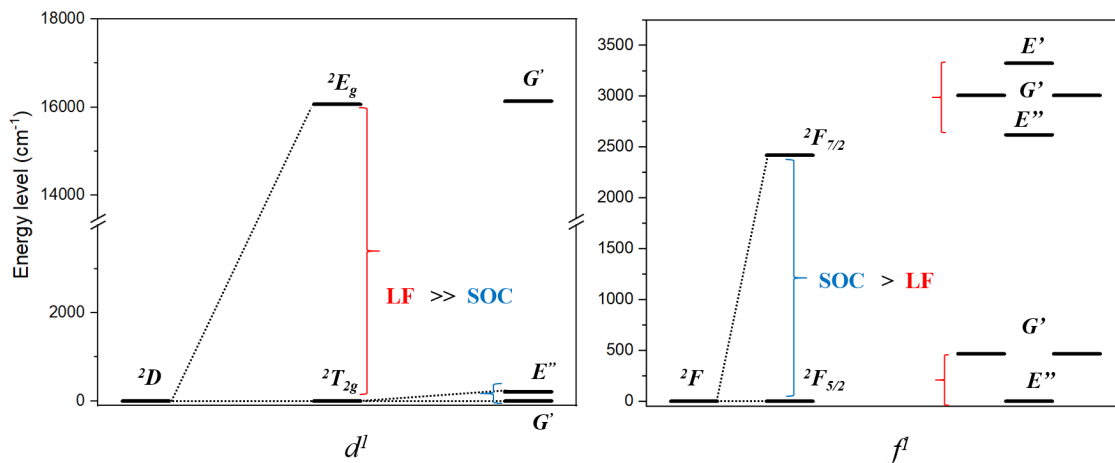 Energy level (cm⁻¹)
18000
16000
14000
2000
0
²D
²E_g
²T_2g
G'
E''
G'
LF >> SOC
d¹
3500
3000
2500
2000
1500
1000
500
0
²F
²F_7/2
²F_5/2
E'
G'
E''
G'
E''
SOC > LF
f¹